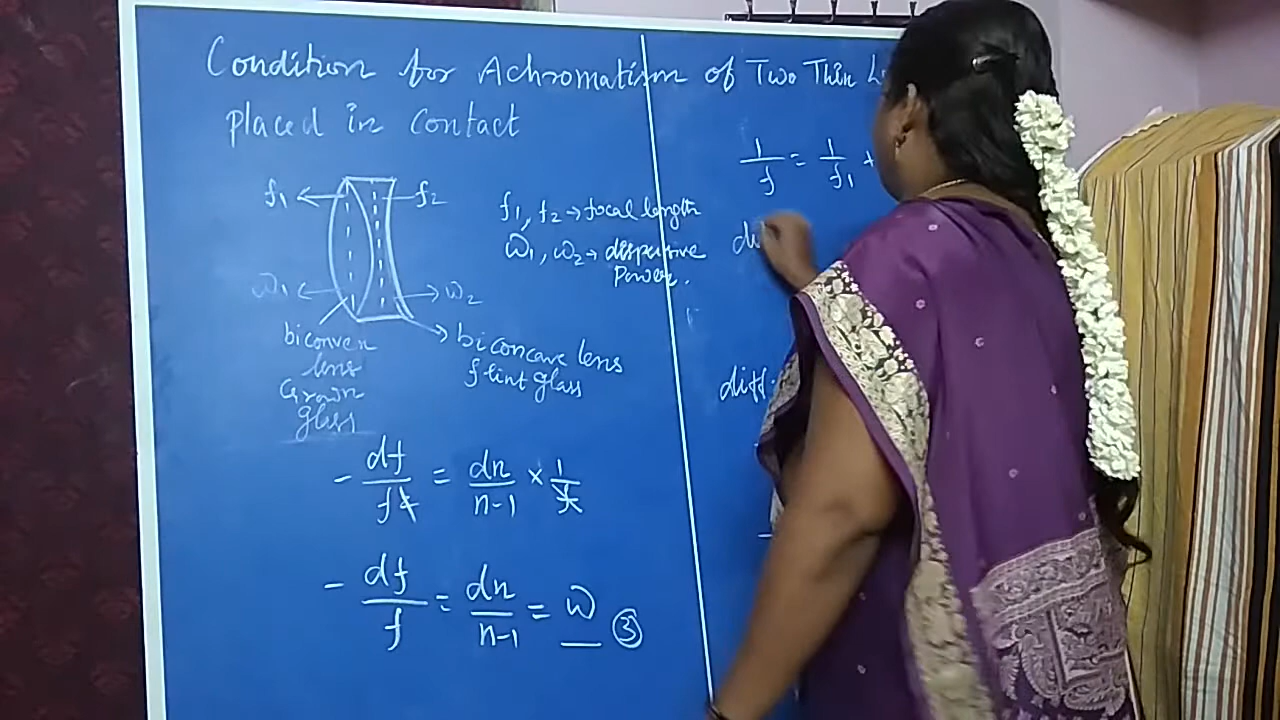 Condition for Achromatism of Two Thin
placed in contact
f1 f2
f1, f2 → focal length
ω1, ω2 → dispersive
Power.
ω1 ω2
biconven
lens
Crown
glass
biconcave lens
flint glass
- df/ff = dn/n-1 × 1/f
- df/f = dn/n-1 = ω ③
1/f = 1/f1 +
diff